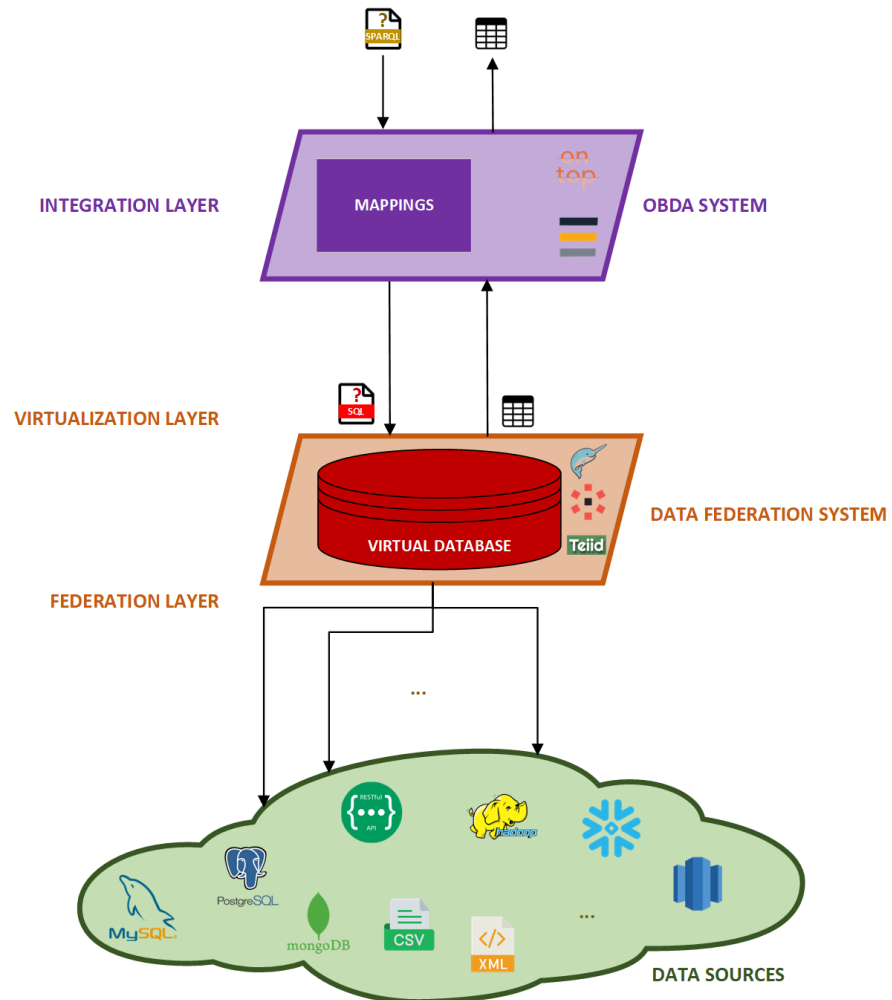 ?
SPARQL
on
top
INTEGRATION LAYER
MAPPINGS
OBDA SYSTEM
VIRTUALIZATION LAYER
?
SQL
VIRTUAL DATABASE
Teiid
DATA FEDERATION SYSTEM
FEDERATION LAYER
...
RESTful
{•••}
API
hadoop
PostgreSQL
MySQL
mongoDB
CSV
</>
XML
...
DATA SOURCES